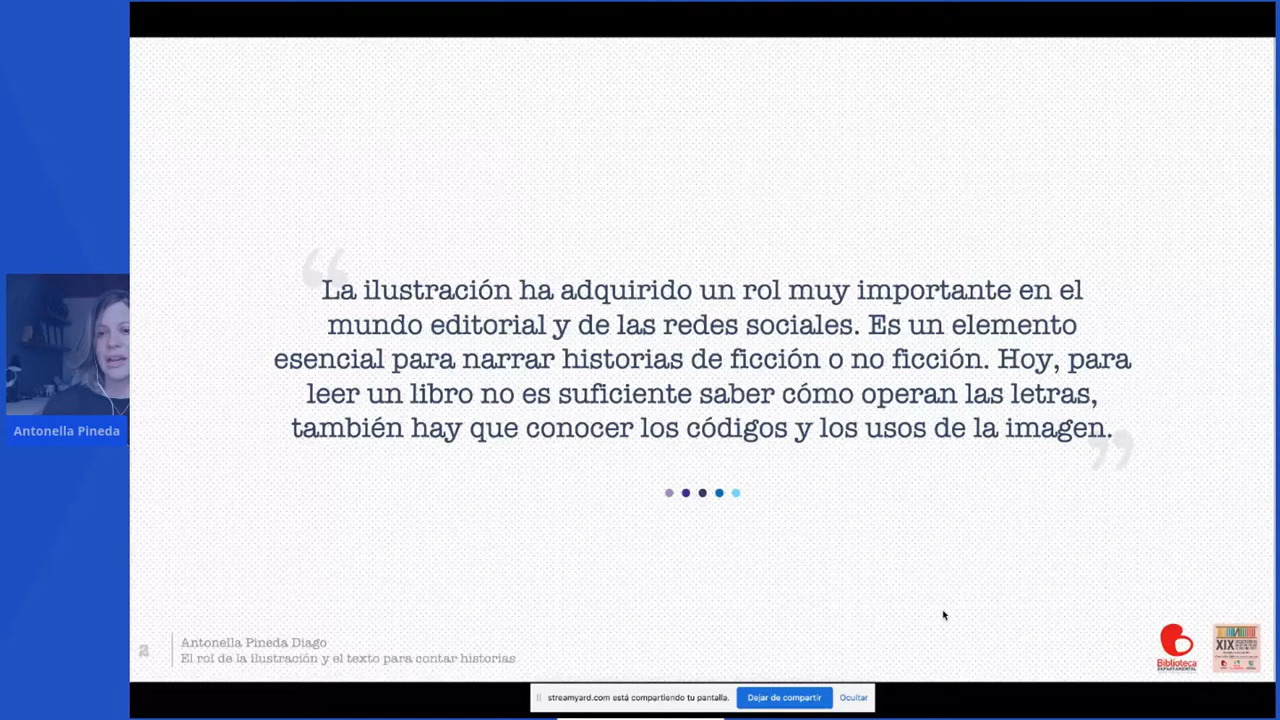 “
La ilustración ha adquirido un rol muy importante en el
mundo editorial y de las redes sociales. Es un elemento
esencial para narrar historias de ficción o no ficción. Hoy, para
leer un libro no es suficiente saber cómo operan las letras,
también hay que conocer los códigos y los usos de la imagen.
”
Antonella Pineda
2
Antonella Pineda Diago
El rol de la ilustración y el texto para contar historias
Biblioteca
DEPARTAMENTAL
XIX
streamyard.com está compartiendo tu pantalla.
Dejar de compartir
Ocultar